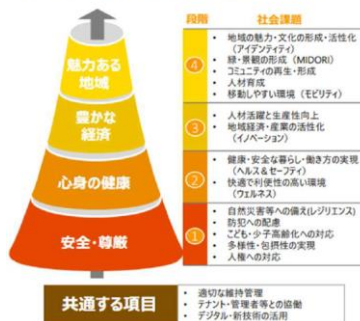 段階 社会課題
魅力ある
地域
豊かな
経済
心身の健康
安全・尊厳
4
・ 地域の魅力・文化の形成・活性化
（アイデンティティ）
・ 緑・景観の形成（MIDORI）
・ コミュニティの再生・形成
・ 人材育成
・ 移動しやすい環境（モビリティ）
3
・ 人材活躍と生産性向上
・ 地域経済・産業の活性化
（イノベーション）
2
・ 健康・安全な暮らし・働き方の実現
（ヘルス＆セーフティ）
・ 快適で利便性の高い環境
（ウェルネス）
1
・ 自然災害等への備え(レジリエンス)
・ 防犯への配慮
・ こども・少子高齢化への対応
・ 多様性・包摂性の実現
・ 人権への対応
共通する項目
・ 適切な維持管理
・ テナント・管理者等との協働
・ デジタル・新技術の活用